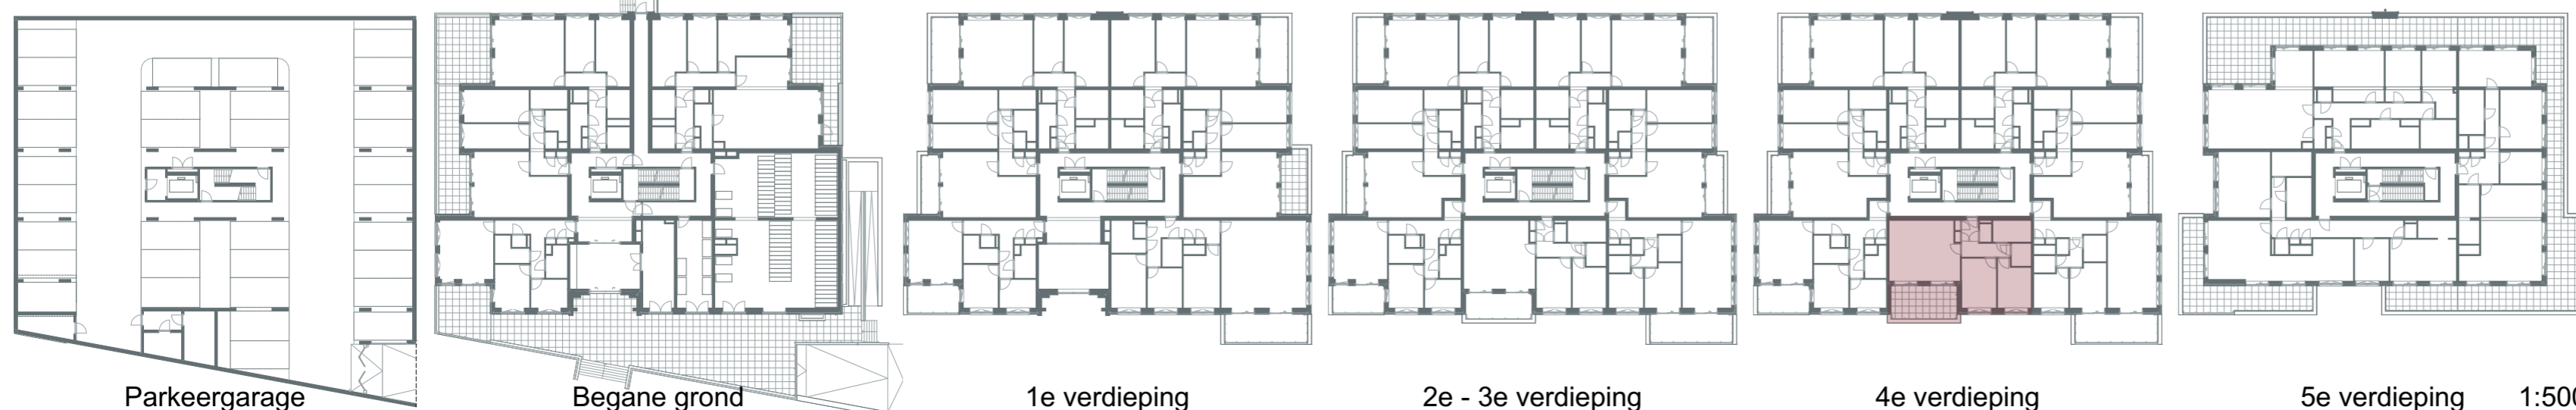 Parkeergarage
Begane grond
1e verdieping
2e - 3e verdieping
4e verdieping
5e verdieping